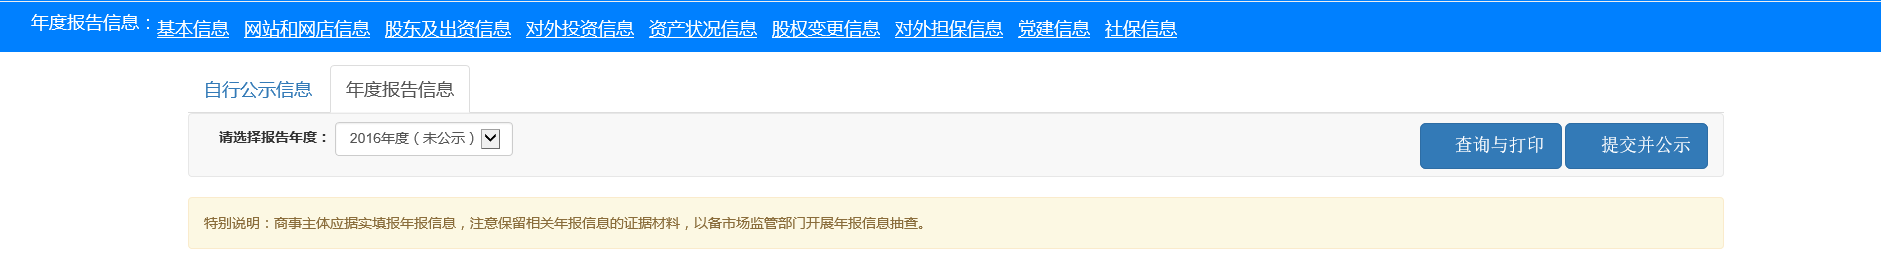 年度报告信息：基本信息 网站和网店信息 股东及出资信息 对外投资信息 资产状况信息 股权变更信息 对外担保信息 党建信息 社保信息
自行公示信息 年度报告信息
请选择报告年度： 2016年度（未公示） 查询与打印 提交并公示
特别说明：商事主体应据实填报年报信息，注意保留相关年报信息的证据材料，以备市场监管部门开展年报信息抽查。